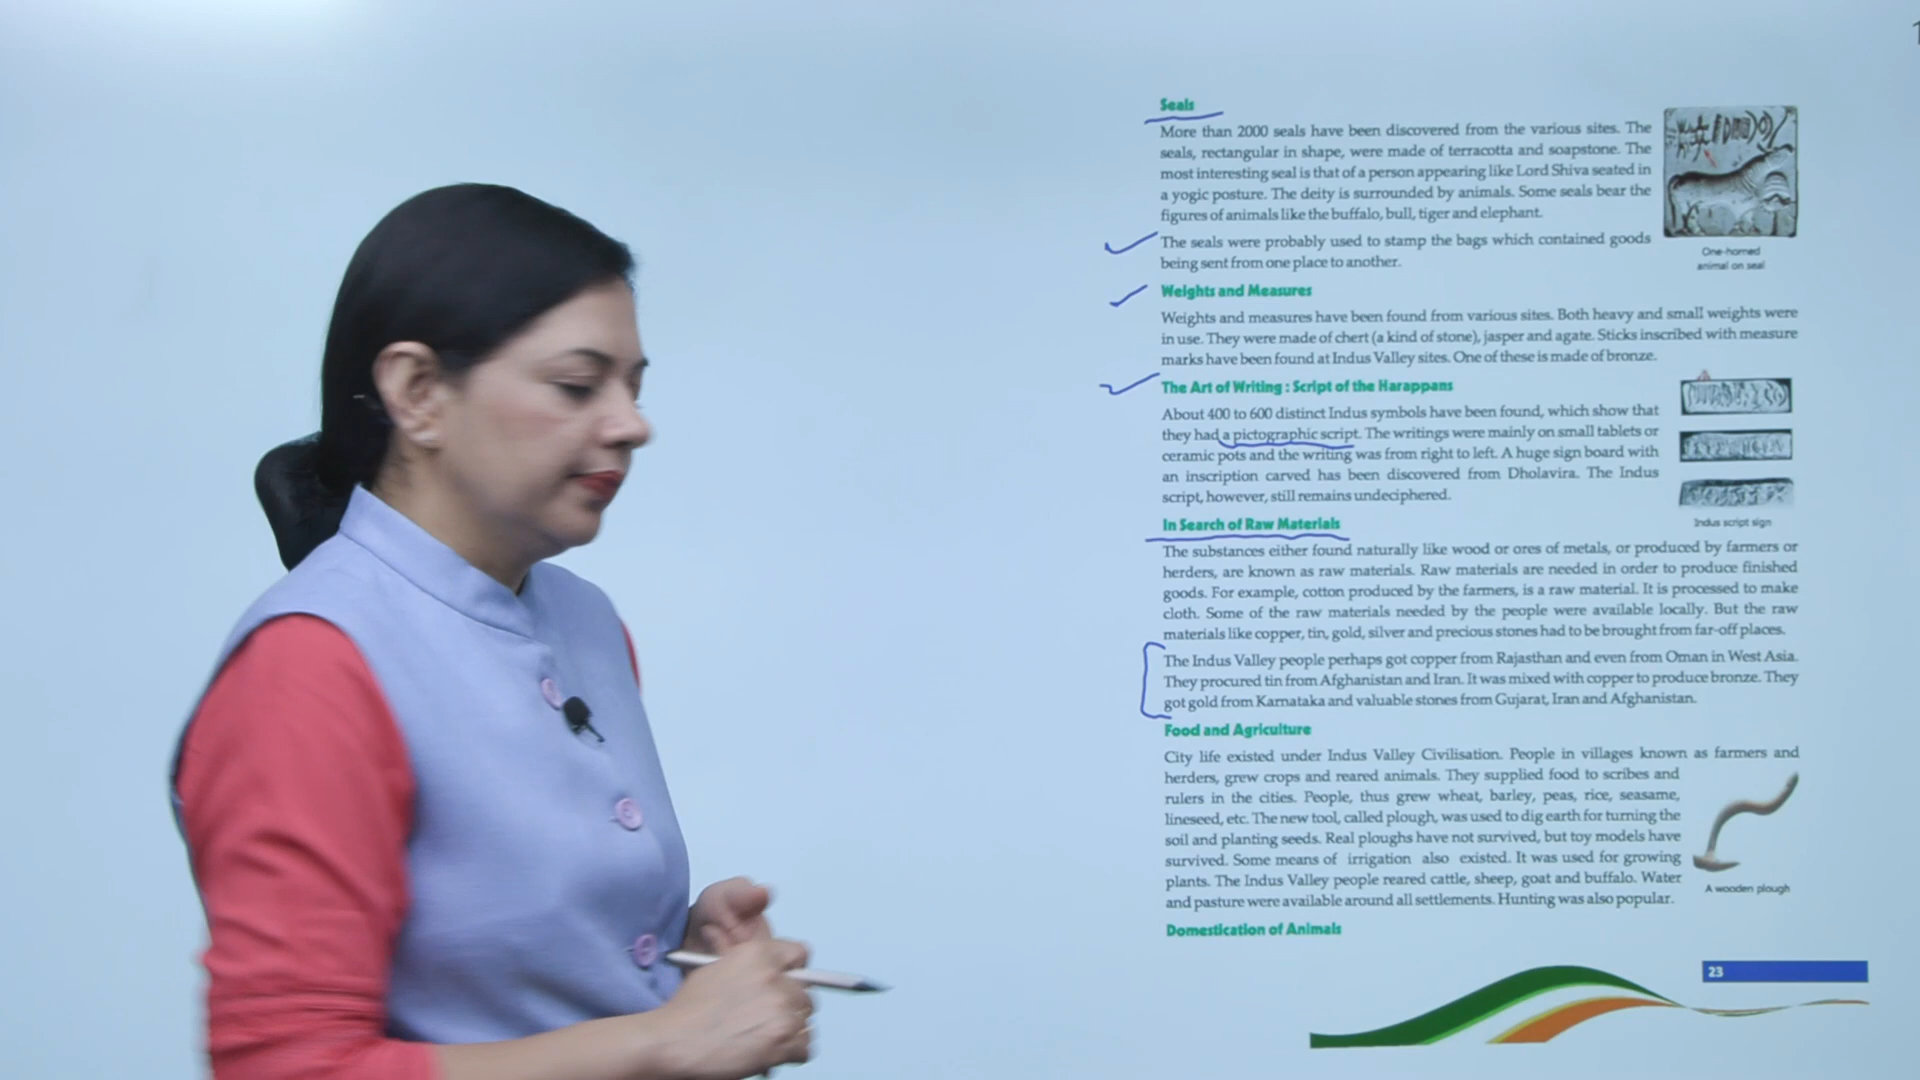 Seals
More than 2000 seals have been discovered from the various sites. The
seals, rectangular in shape, were made of terracotta and soapstone. The
most interesting seal is that of a person appearing like Lord Shiva seated in
a yogic posture. The deity is surrounded by animals. Some seals bear the
figures of animals like the buffalo, bull, tiger and elephant.
The seals were probably used to stamp the bags which contained goods
being sent from one place to another.
One-horned
animal on seal
Weights and Measures
Weights and measures have been found from various sites. Both heavy and small weights were
in use. They were made of chert (a kind of stone), jasper and agate. Sticks inscribed with measure
marks have been found at Indus Valley sites. One of these is made of bronze.
The Art of Writing : Script of the Harappans
About 400 to 600 distinct Indus symbols have been found, which show that
they had a pictographic script. The writings were mainly on small tablets or
ceramic pots and the writing was from right to left. A huge sign board with
an inscription carved has been discovered from Dholavira. The Indus
script, however, still remains undeciphered.
Indus script sign
In Search of Raw Materials
The substances either found naturally like wood or ores of metals, or produced by farmers or
herders, are known as raw materials. Raw materials are needed in order to produce finished
goods. For example, cotton produced by the farmers, is a raw material. It is processed to make
cloth. Some of the raw materials needed by the people were available locally. But the raw
materials like copper, tin, gold, silver and precious stones had to be brought from far-off places.
The Indus Valley people perhaps got copper from Rajasthan and even from Oman in West Asia.
They procured tin from Afghanistan and Iran. It was mixed with copper to produce bronze. They
got gold from Karnataka and valuable stones from Gujarat, Iran and Afghanistan.
Food and Agriculture
City life existed under Indus Valley Civilisation. People in villages known as farmers and
herders, grew crops and reared animals. They supplied food to scribes and
rulers in the cities. People, thus grew wheat, barley, peas, rice, seasame,
lineseed, etc. The new tool, called plough, was used to dig earth for turning the
soil and planting seeds. Real ploughs have not survived, but toy models have
survived. Some means of irrigation also existed. It was used for growing
plants. The Indus Valley people reared cattle, sheep, goat and buffalo. Water
and pasture were available around all settlements. Hunting was also popular.
A wooden plough
Domestication of Animals
23